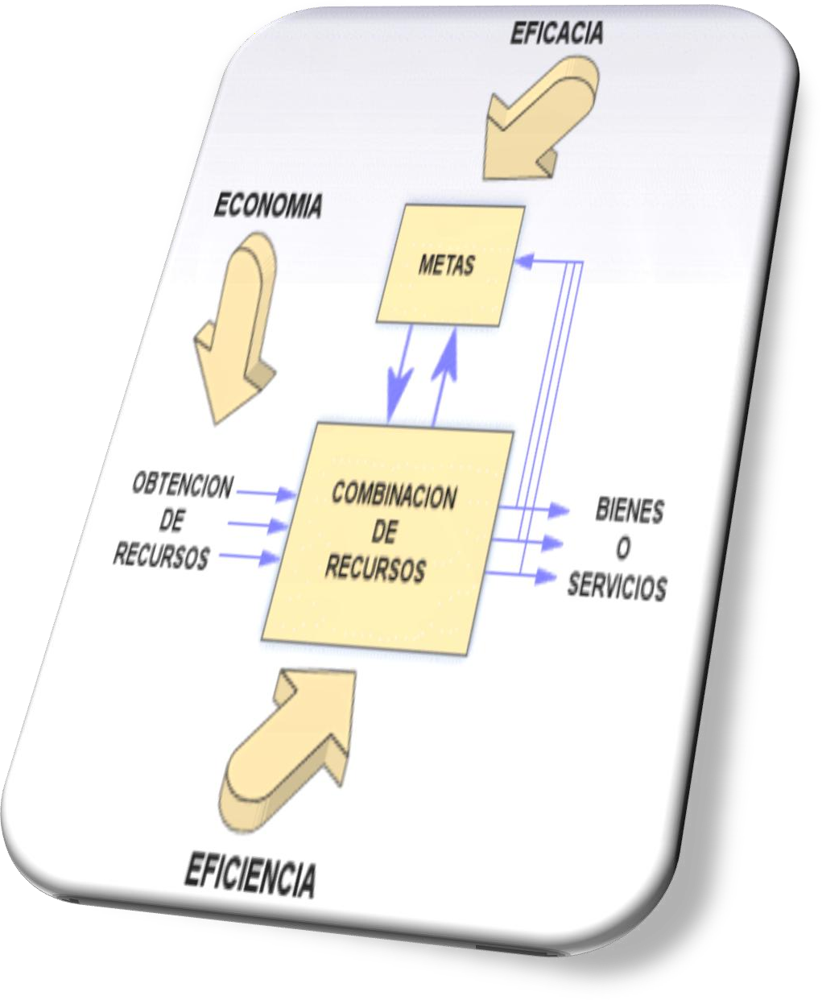 EFICACIA
ECONOMIA
METAS
OBTENCION
DE
RECURSOS
COMBINACION
DE
RECURSOS
BIENES
O
SERVICIOS
EFICIENCIA